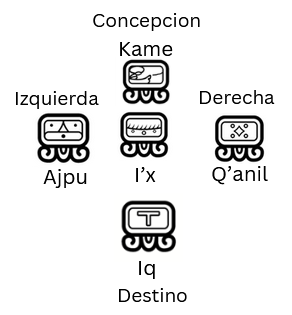 Concepcion
Kame
Izquierda
Derecha
Ajpu
I’x
Q’anil
Iq
Destino